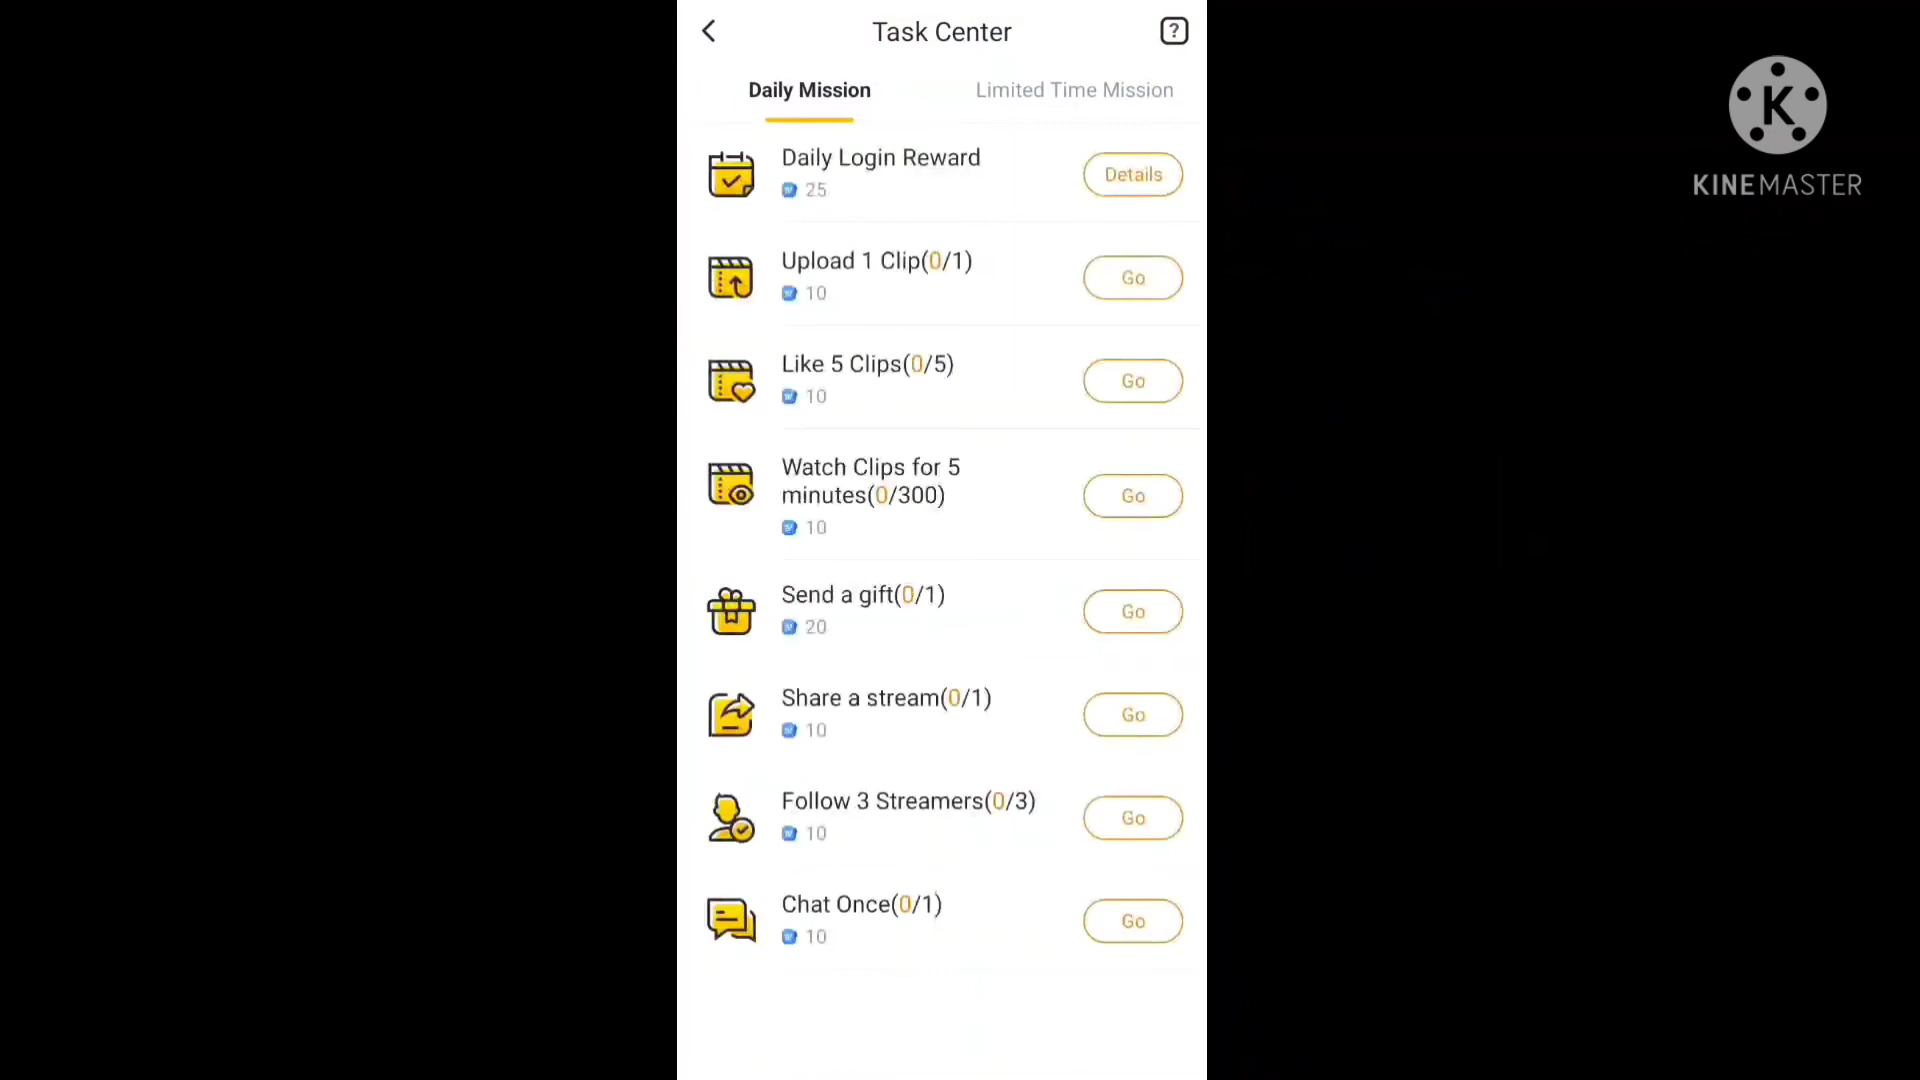 Task Center
?
Daily Mission
Limited Time Mission
Daily Login Reward
25
Details
Upload 1 Clip(0/1)
10
Go
Like 5 Clips(0/5)
10
Go
Watch Clips for 5
minutes(0/300)
10
Go
Send a gift(0/1)
20
Go
Share a stream(0/1)
10
Go
Follow 3 Streamers(0/3)
10
Go
Chat Once(0/1)
10
Go
K
KINEMASTER